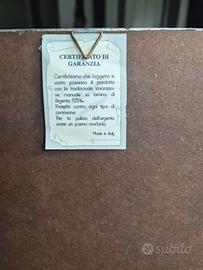 CERTIFICATO DI
GARANZIA
Certifichiamo che l'oggetto in
vostro possesso è prodotto
con la tradizionale lavorazio-
ne manuale su lamina di
Argento 925‰.
Protetto contro ogni tipo di
corrosione.
Per la pulizia dell'argento
usare un panno morbido.
Made in Italy
subito